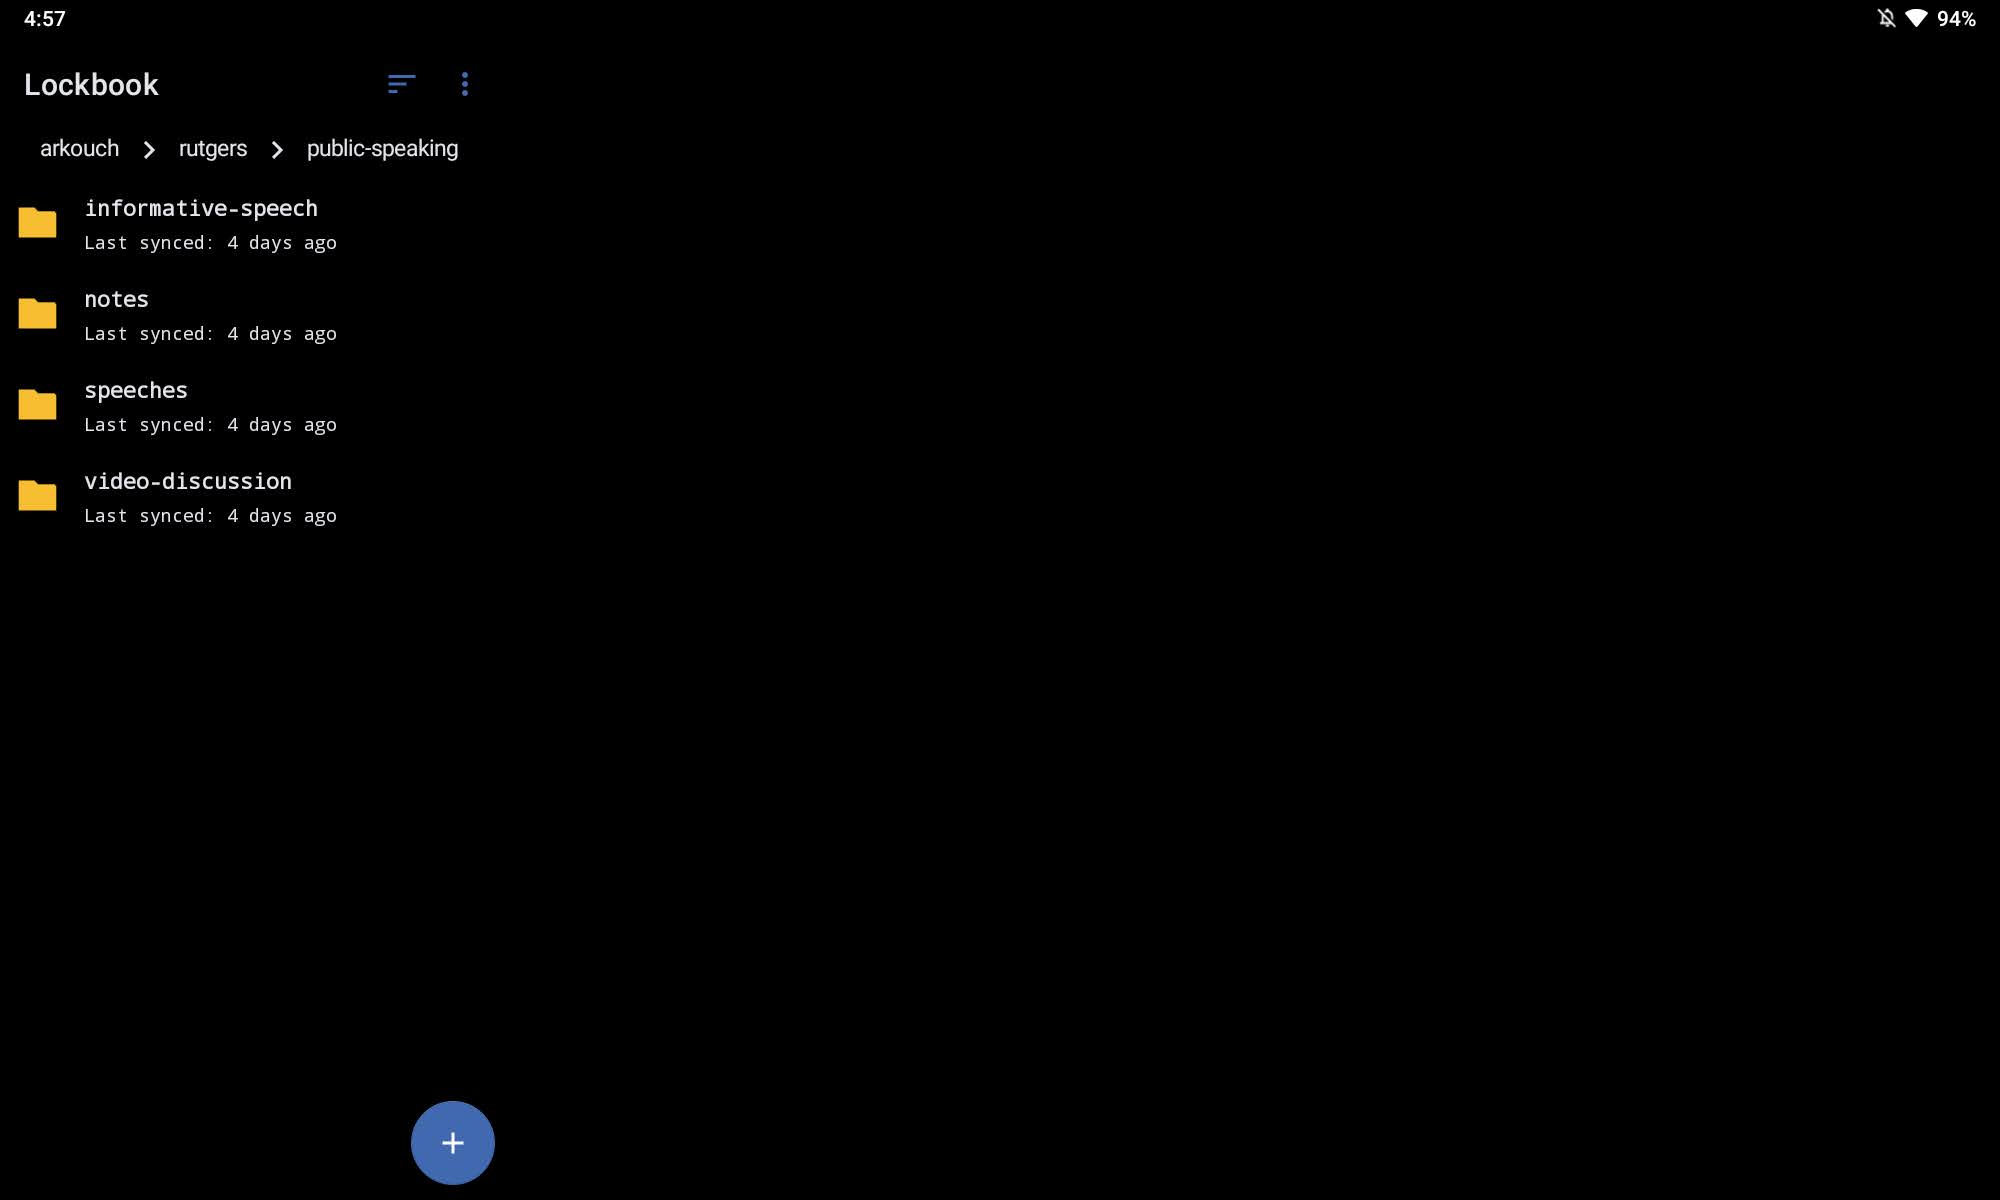 4:57
94%
Lockbook
arkouch > rutgers > public-speaking
informative-speech
Last synced: 4 days ago
notes
Last synced: 4 days ago
speeches
Last synced: 4 days ago
video-discussion
Last synced: 4 days ago
+